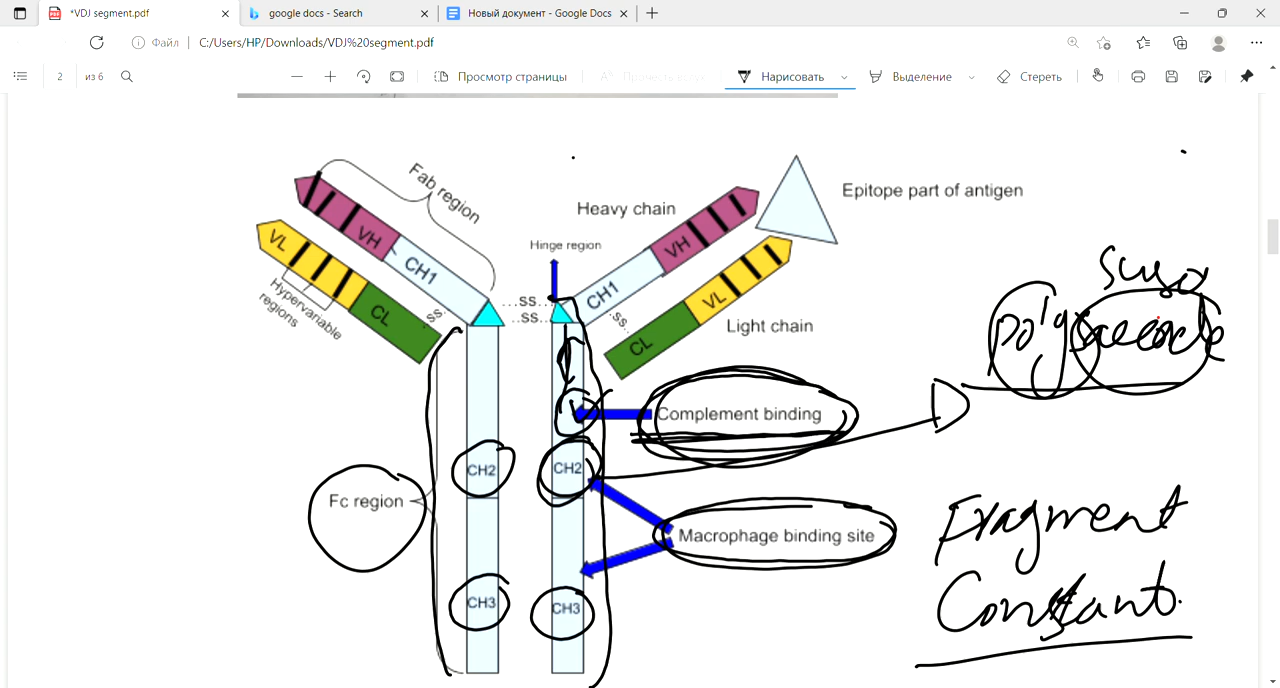 *VDJ segment.pdf
google docs - Search
Новый документ - Google Docs
Файл
C:/Users/HP/Downloads/VDJ%20segment.pdf
2
из 6
Просмотр страницы
Прочесть вслух
Нарисовать
Выделение
Стереть
Fab region
Heavy chain
Epitope part of antigen
VH
CH1
VL
Hypervariable regions
CL
SS
Hinge region
...SS...
...SS...
CH1
VH
VL
CL
SS
Light chain
Complement binding
CH2
CH2
Fc region
Macrophage binding site
CH3
CH3
Fragment
Constant.